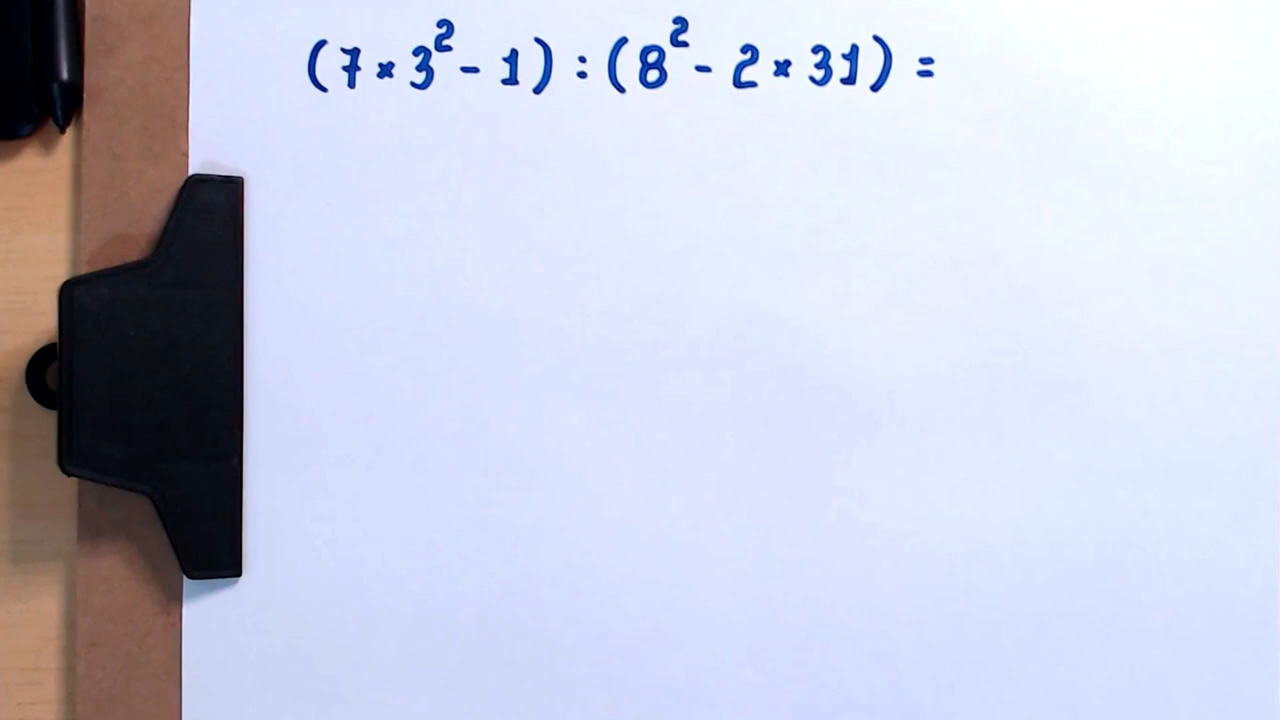 (7 × 3² - 1) : (8² - 2 × 31) =